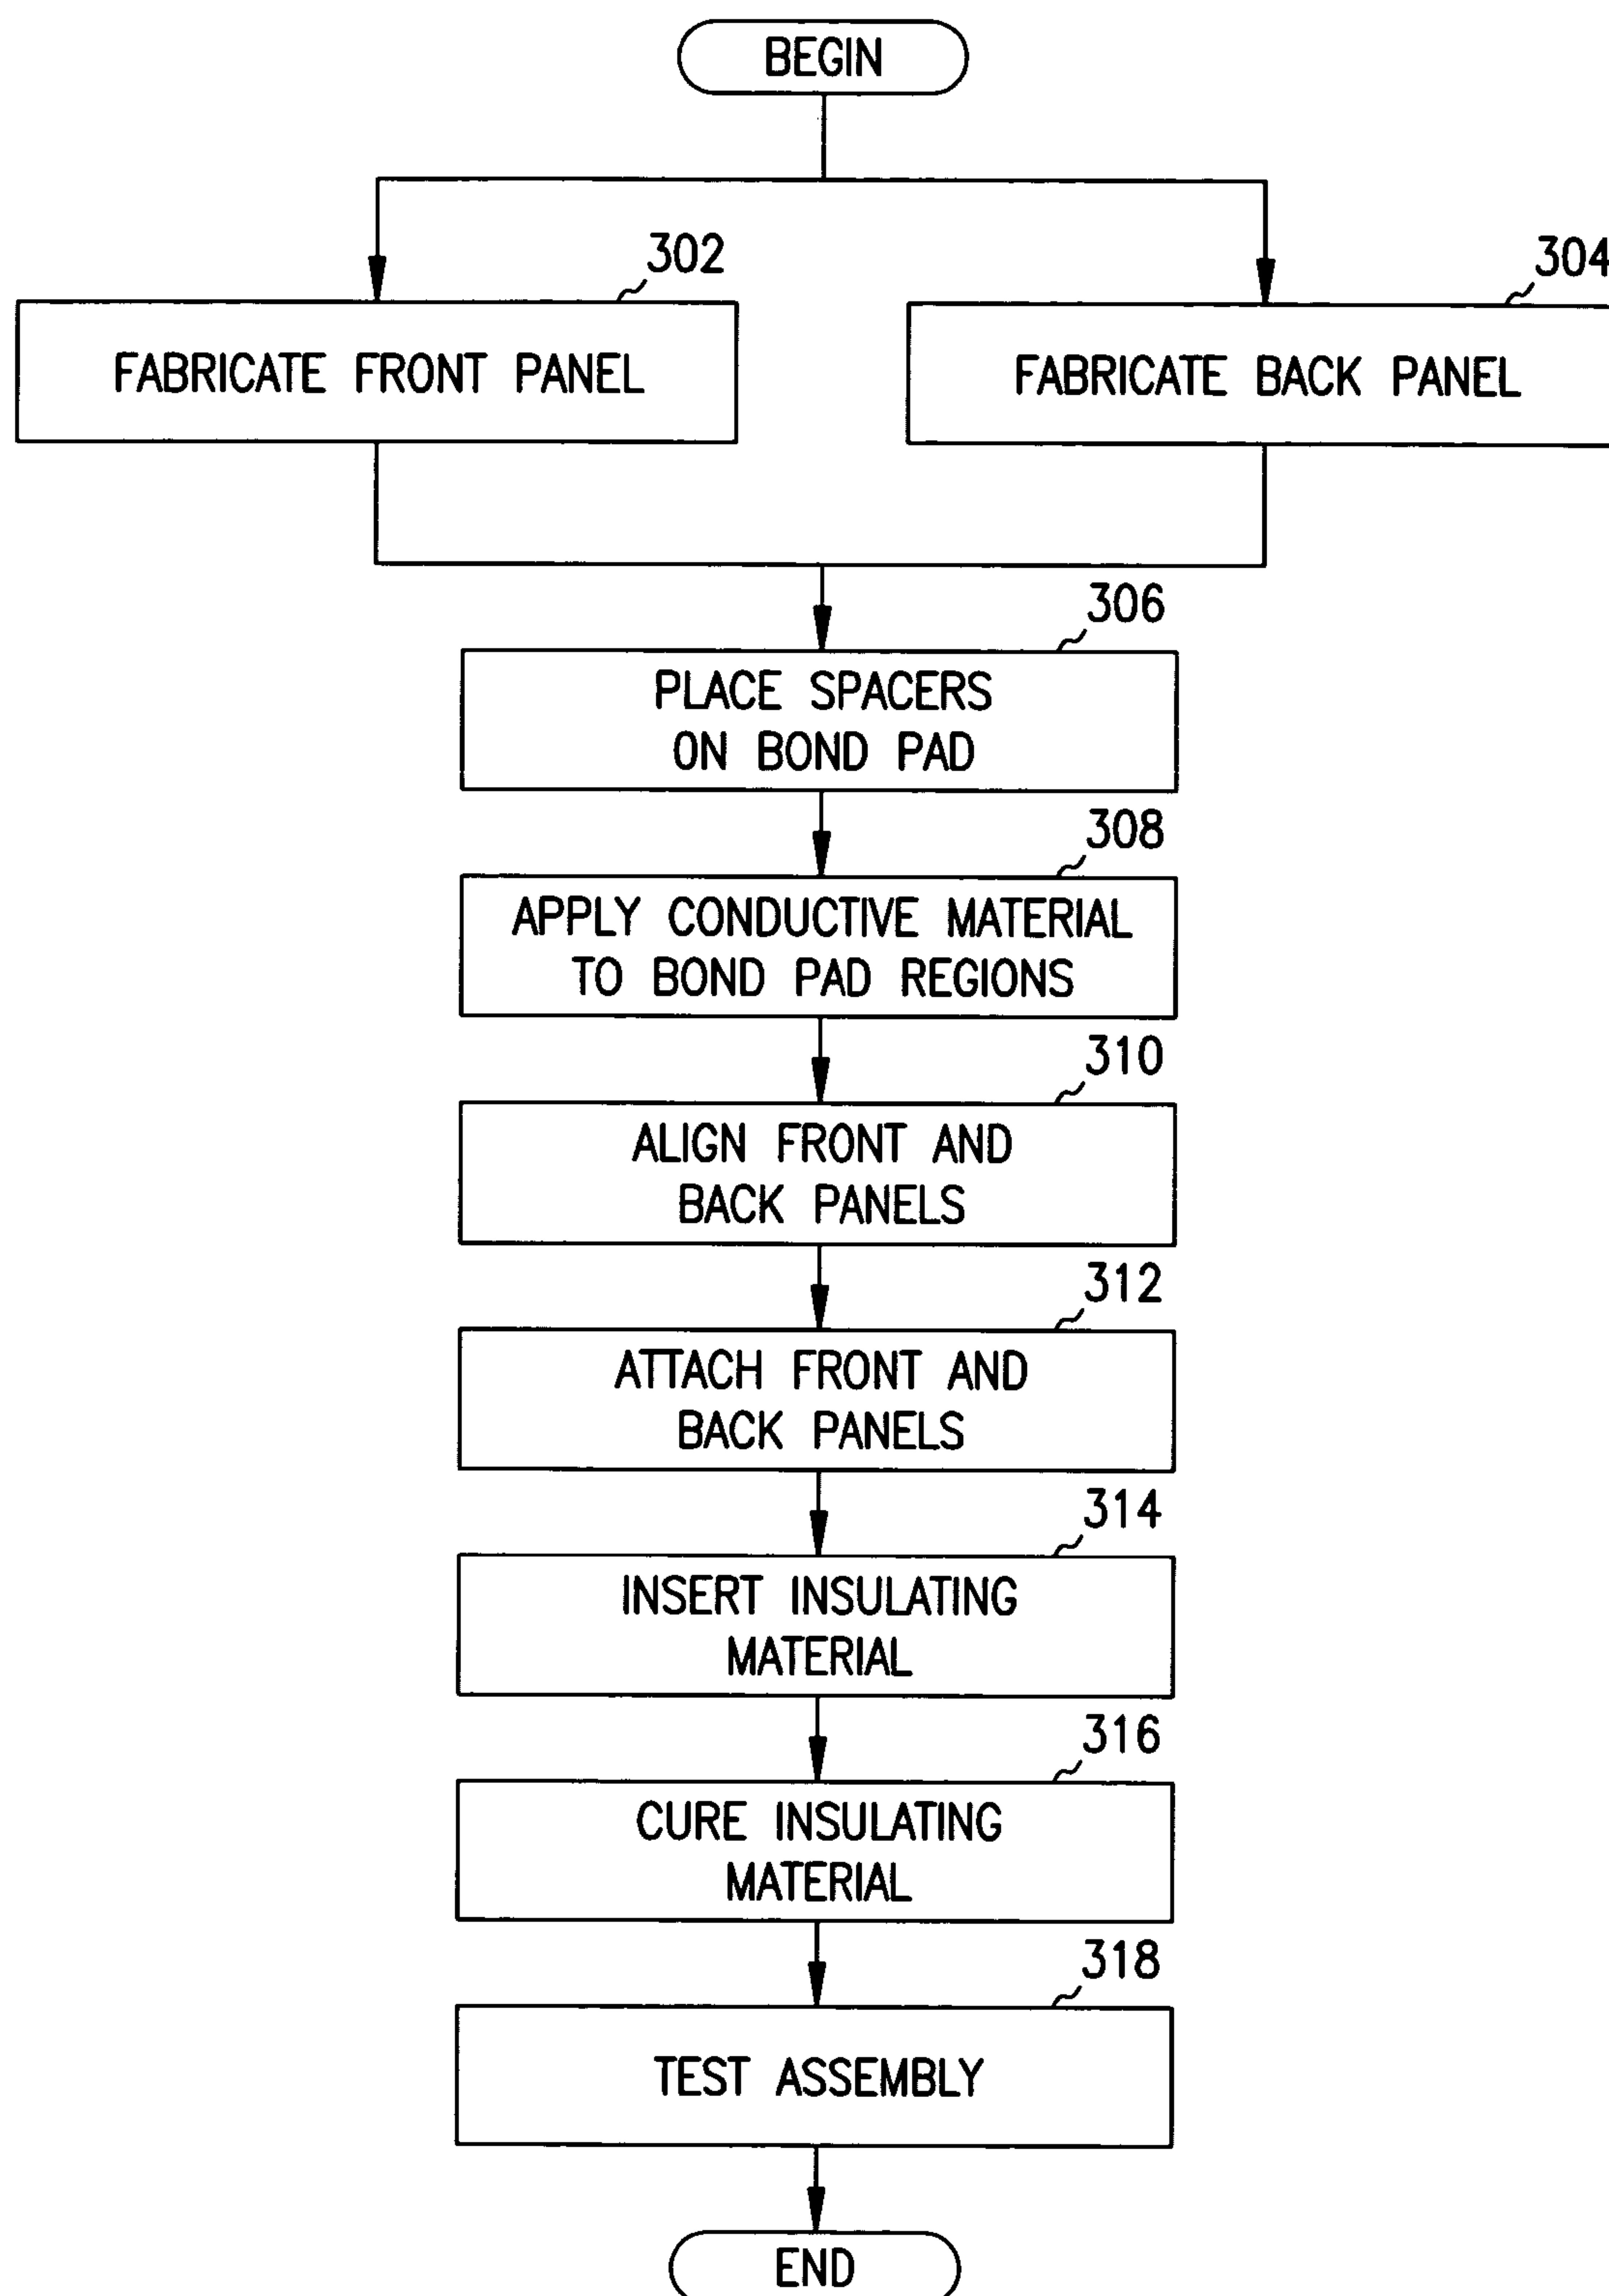 BEGIN
302
304
FABRICATE FRONT PANEL
FABRICATE BACK PANEL
306
PLACE SPACERS
ON BOND PAD
308
APPLY CONDUCTIVE MATERIAL
TO BOND PAD REGIONS
310
ALIGN FRONT AND
BACK PANELS
312
ATTACH FRONT AND
BACK PANELS
314
INSERT INSULATING
MATERIAL
316
CURE INSULATING
MATERIAL
318
TEST ASSEMBLY
END